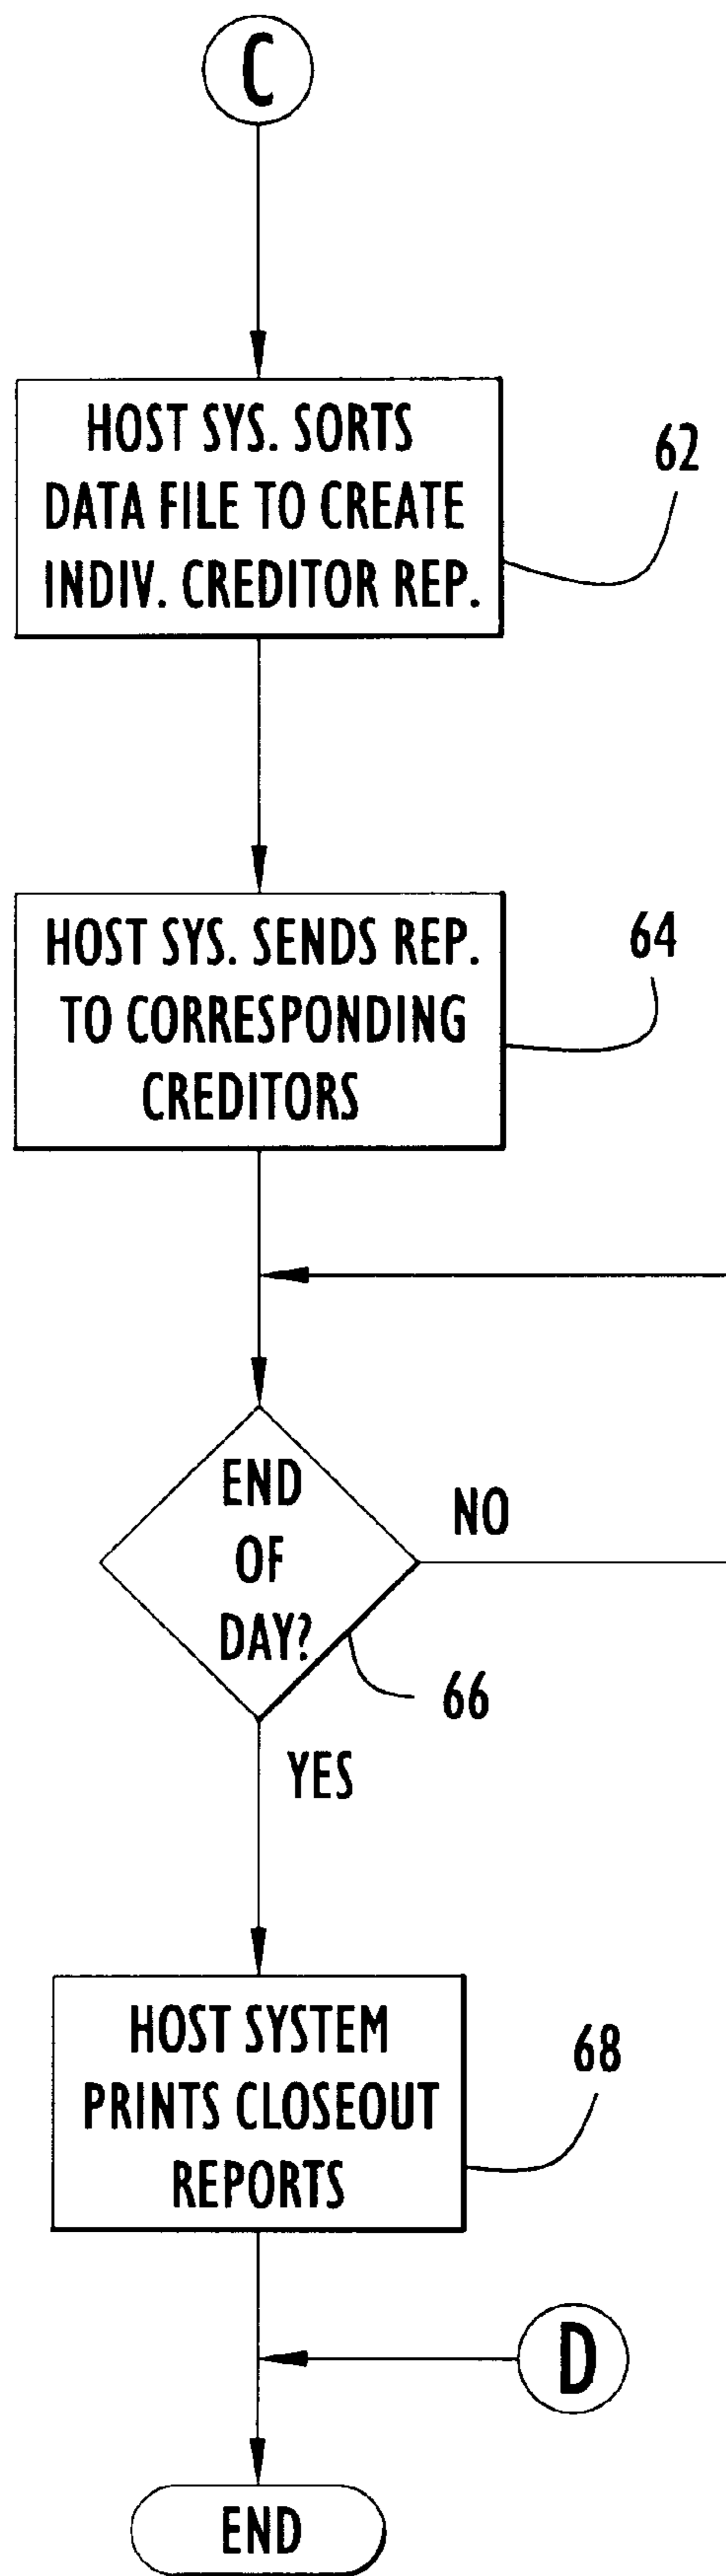 C
HOST SYS. SORTS
DATA FILE TO CREATE
INDIV. CREDITOR REP.
62
HOST SYS. SENDS REP.
TO CORRESPONDING
CREDITORS
64
END
OF
DAY?
NO
66
YES
HOST SYSTEM
PRINTS CLOSEOUT
REPORTS
68
D
END